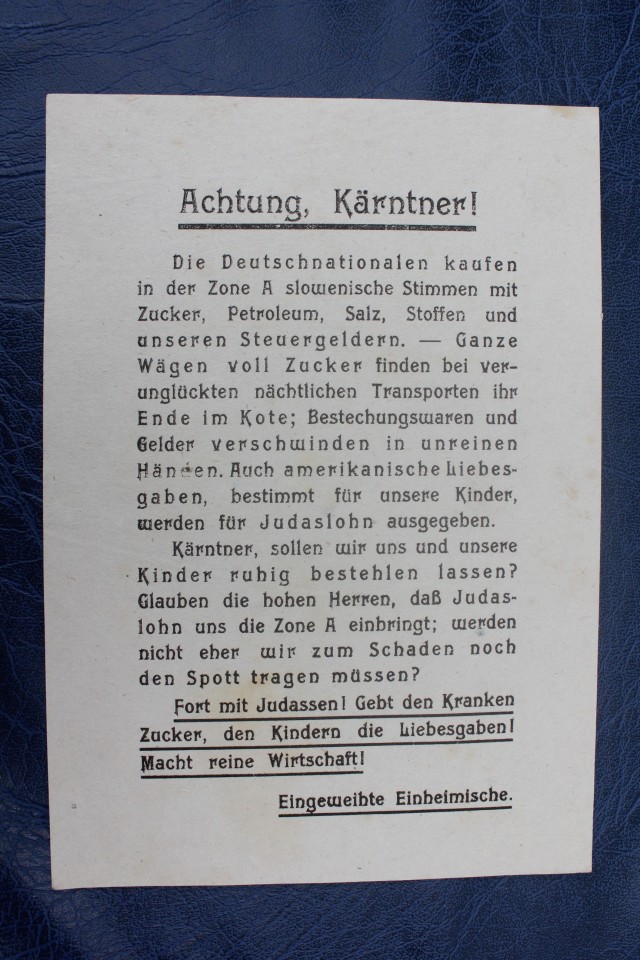 Achtung, Kärntner!
Die Deutschnationalen kaufen
in der Zone A slowenische Stimmen mit
Zucker, Petroleum, Salz, Stoffen und
unseren Steuergeldern. — Ganze
Wägen voll Zucker finden bei ver-
unglückten nächtlichen Transporten ihr
Ende im Kote; Bestechungswaren und
Gelder verschwinden in unreinen
Händen. Auch amerikanische Liebes-
gaben, bestimmt für unsere Kinder,
werden für Judaslohn ausgegeben.
Kärntner, sollen wir uns und unsere
Kinder ruhig bestehlen lassen?
Glauben die hohen Herren, daß Judas-
lohn uns die Zone A einbringt; werden
nicht eher wir zum Schaden noch
den Spott tragen müssen?
Fort mit Judassen! Gebt den Kranken
Zucker, den Kindern die Liebesgaben!
Macht reine Wirtschaft!
Eingeweihte Einheimische.